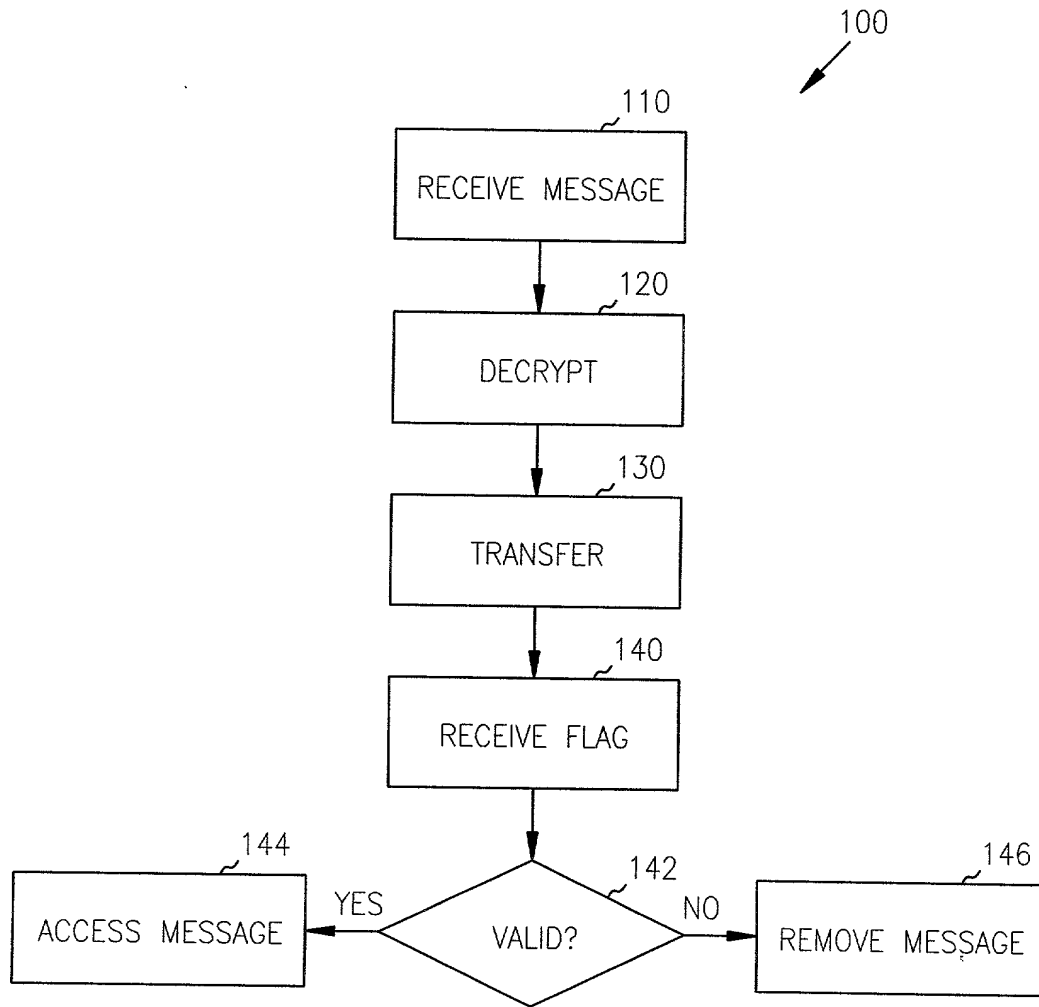 100
110
RECEIVE MESSAGE
120
DECRYPT
130
TRANSFER
140
RECEIVE FLAG
142
VALID?
YES
NO
144
ACCESS MESSAGE
146
REMOVE MESSAGE